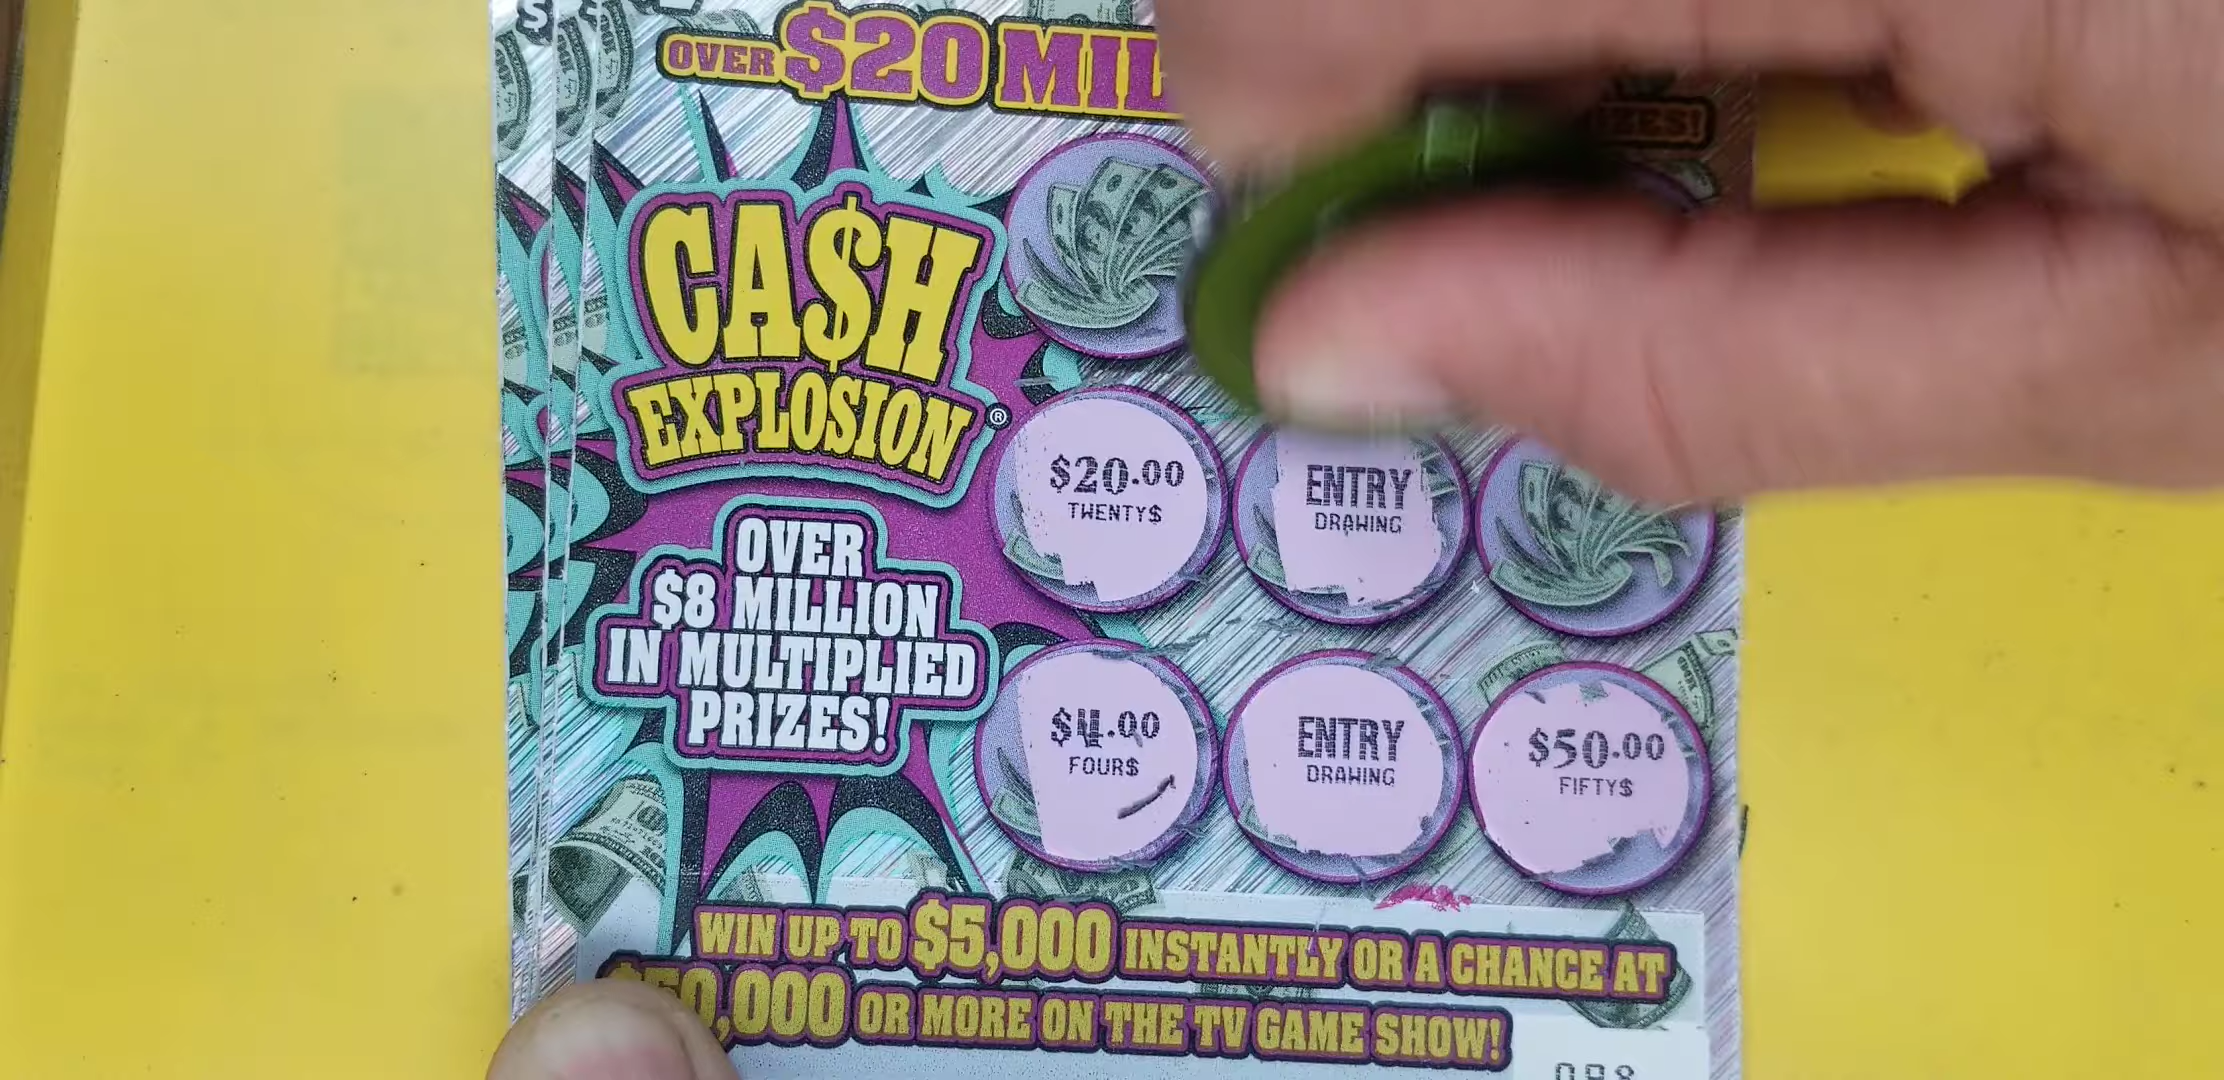 OVER $20 MIL
ZES!
CA$H
EXPLOSION®
OVER
$8 MILLION
IN MULTIPLIED
PRIZES!
$20.00
TWENTY$
ENTRY
DRAWING
$4.00
FOUR$
ENTRY
DRAWING
$50.00
FIFTY$
WIN UP TO $5,000 INSTANTLY OR A CHANCE AT
$50,000 OR MORE ON THE TV GAME SHOW!
098